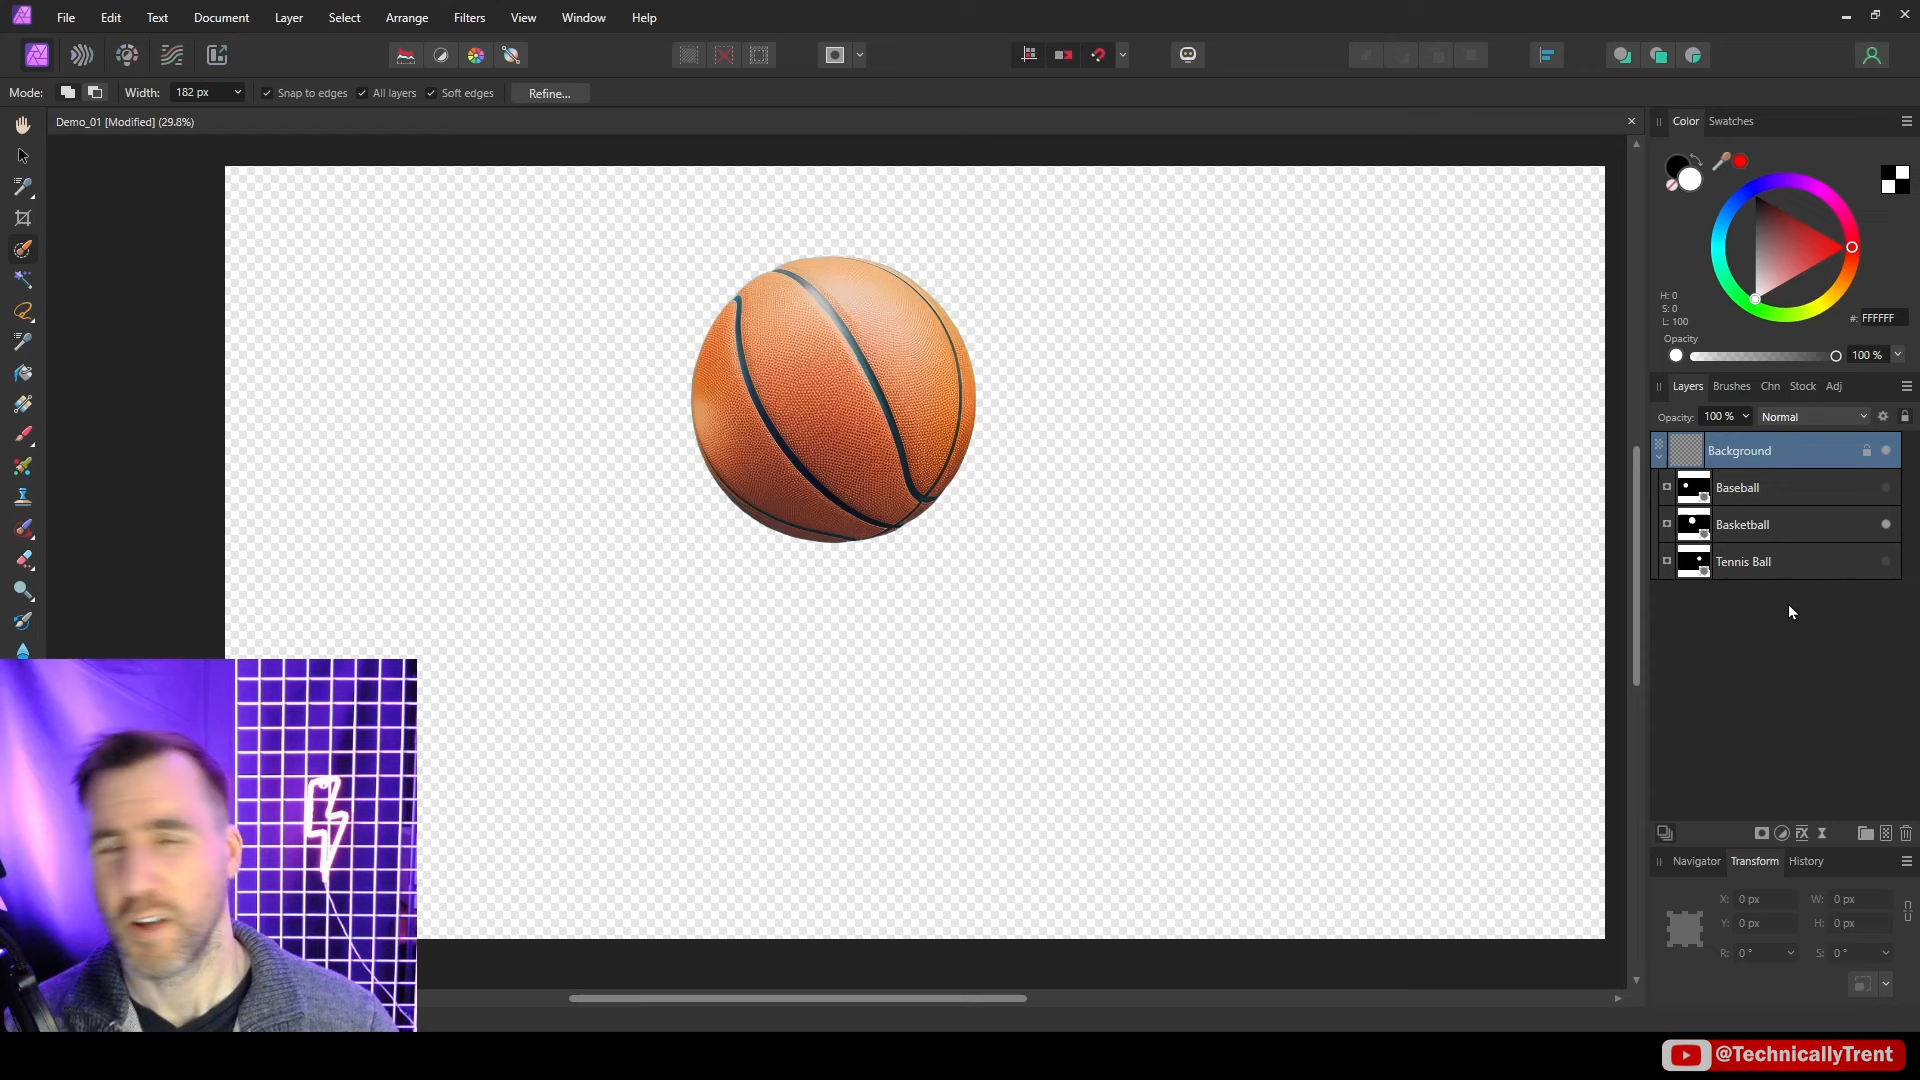 File Edit Text Document Layer Select Arrange Filters View Window Help
Mode: Width: 182 px Snap to edges All layers Soft edges Refine...
Demo_01 [Modified] (29.8%)
Color Swatches
H: 0
S: 0
L: 100
#: FFFFFF
Opacity
100 %
Layers Brushes Chn Stock Adj
Opacity: 100 % Normal
Background
Baseball
Basketball
Tennis Ball
Navigator Transform History
X: 0 px W: 0 px
Y: 0 px H: 0 px
R: 0 ° S: 0 °
@TechnicallyTrent